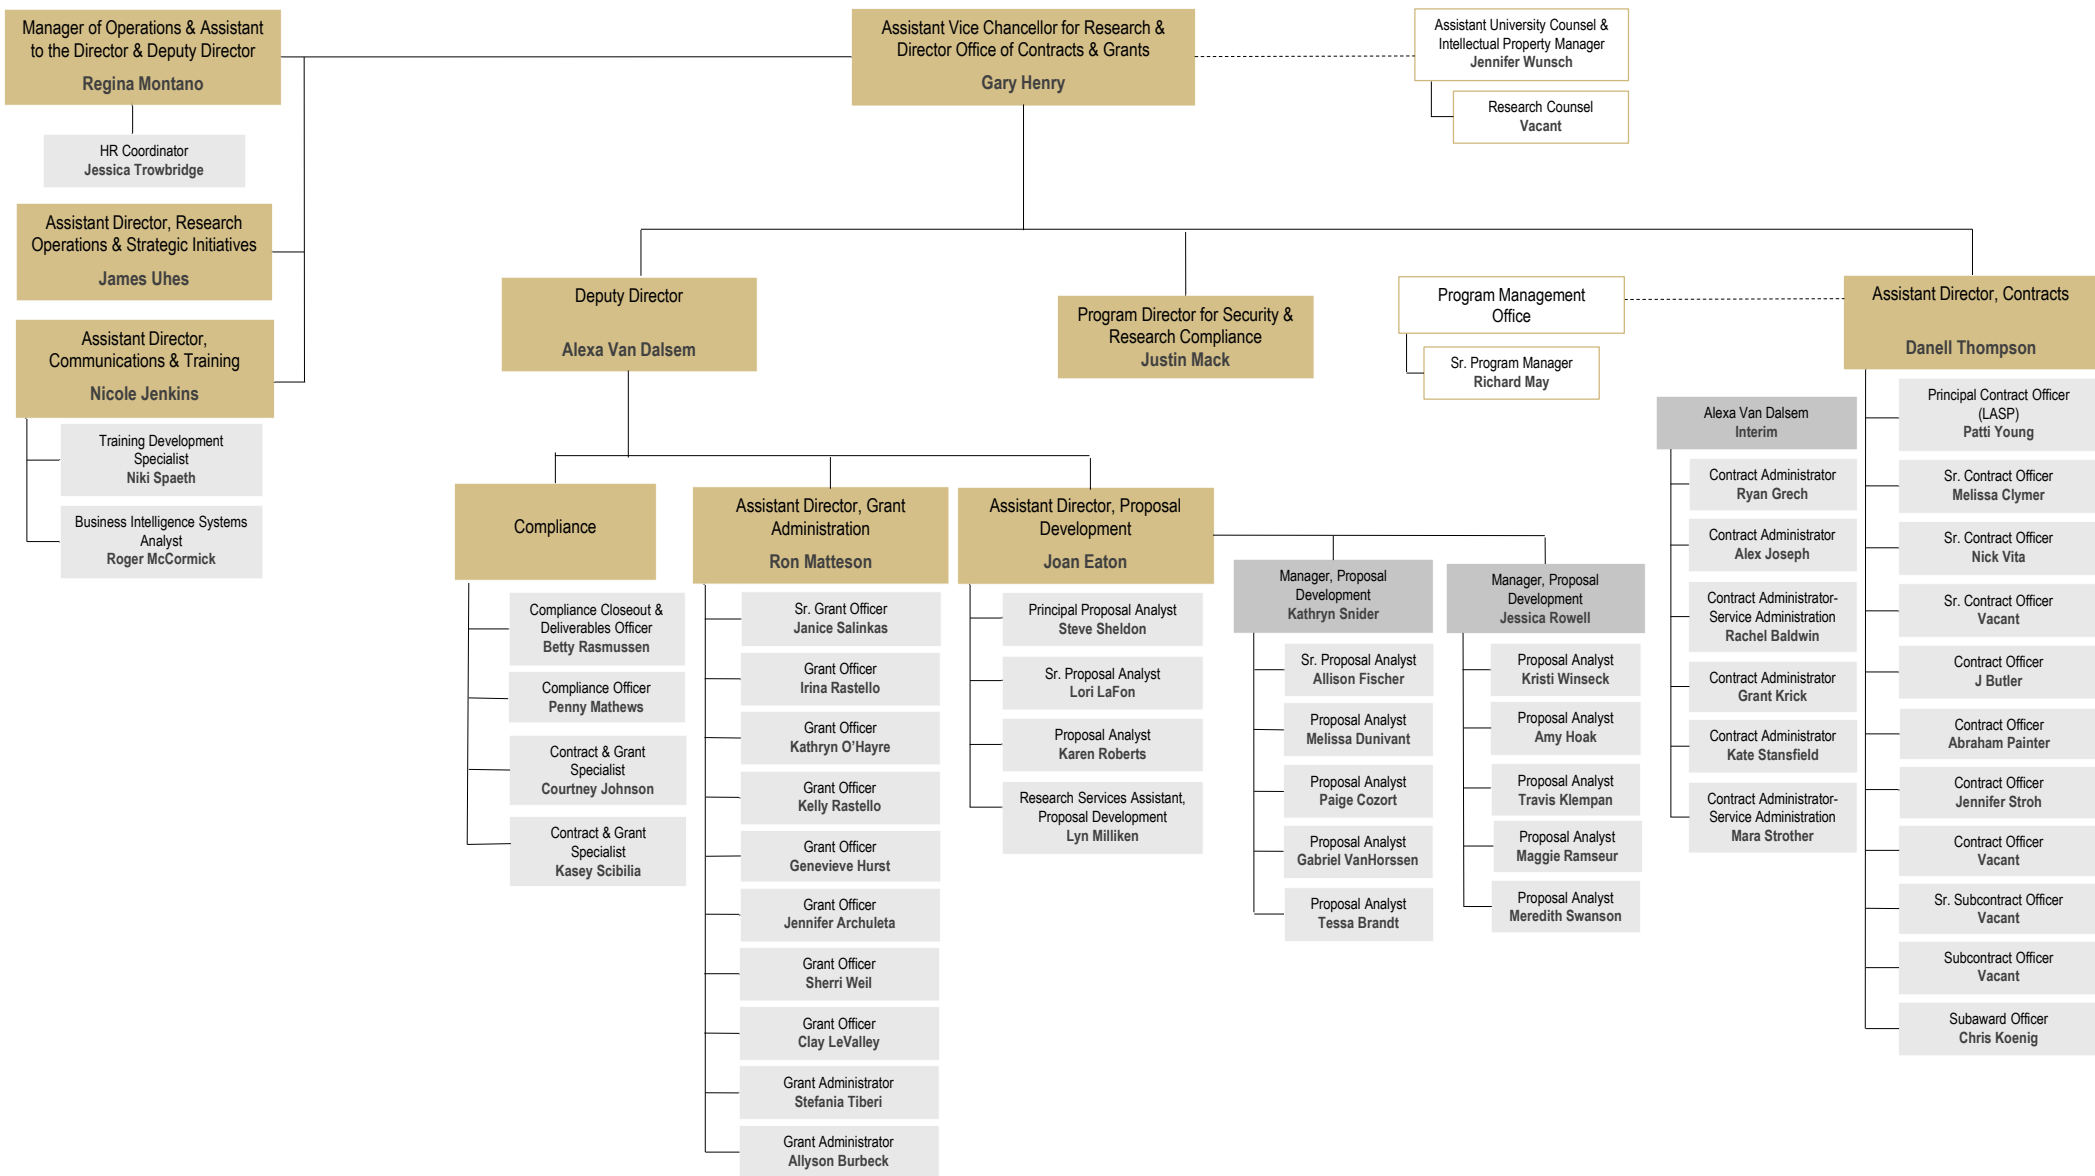 Manager of Operations & Assistant
to the Director & Deputy Director
Regina Montano
HR Coordinator
Jessica Trowbridge
Assistant Director, Research
Operations & Strategic Initiatives
James Uhes
Assistant Director,
Communications & Training
Nicole Jenkins
Training Development
Specialist
Niki Spaeth
Business Intelligence Systems
Analyst
Roger McCormick
Assistant Vice Chancellor for Research &
Director Office of Contracts & Grants
Gary Henry
Assistant University Counsel &
Intellectual Property Manager
Jennifer Wunsch
Research Counsel
Vacant
Deputy Director
Alexa Van Dalsem
Program Director for Security &
Research Compliance
Justin Mack
Program Management
Office
Sr. Program Manager
Richard May
Assistant Director, Contracts
Danell Thompson
Compliance
Compliance Closeout &
Deliverables Officer
Betty Rasmussen
Compliance Officer
Penny Mathews
Contract & Grant
Specialist
Courtney Johnson
Contract & Grant
Specialist
Kasey Scibilia
Assistant Director, Grant
Administration
Ron Matteson
Sr. Grant Officer
Janice Salinkas
Grant Officer
Irina Rastello
Grant Officer
Kathryn O’Hayre
Grant Officer
Kelly Rastello
Grant Officer
Genevieve Hurst
Grant Officer
Jennifer Archuleta
Grant Officer
Sherri Weil
Grant Officer
Clay LeValley
Grant Administrator
Stefania Tiberi
Grant Administrator
Allyson Burbeck
Assistant Director, Proposal
Development
Joan Eaton
Principal Proposal Analyst
Steve Sheldon
Sr. Proposal Analyst
Lori LaFon
Proposal Analyst
Karen Roberts
Research Services Assistant,
Proposal Development
Lyn Milliken
Manager, Proposal
Development
Kathryn Snider
Sr. Proposal Analyst
Allison Fischer
Proposal Analyst
Melissa Dunivant
Proposal Analyst
Paige Cozort
Proposal Analyst
Gabriel VanHorssen
Proposal Analyst
Tessa Brandt
Manager, Proposal
Development
Jessica Rowell
Proposal Analyst
Kristi Winseck
Proposal Analyst
Amy Hoak
Proposal Analyst
Travis Klempan
Proposal Analyst
Maggie Ramseur
Proposal Analyst
Meredith Swanson
Alexa Van Dalsem
Interim
Contract Administrator
Ryan Grech
Contract Administrator
Alex Joseph
Contract Administrator-
Service Administration
Rachel Baldwin
Contract Administrator
Grant Krick
Contract Administrator
Kate Stansfield
Contract Administrator-
Service Administration
Mara Strother
Principal Contract Officer
(LASP)
Patti Young
Sr. Contract Officer
Melissa Clymer
Sr. Contract Officer
Nick Vita
Sr. Contract Officer
Vacant
Contract Officer
J Butler
Contract Officer
Abraham Painter
Contract Officer
Jennifer Stroh
Contract Officer
Vacant
Sr. Subcontract Officer
Vacant
Subcontract Officer
Vacant
Subaward Officer
Chris Koenig